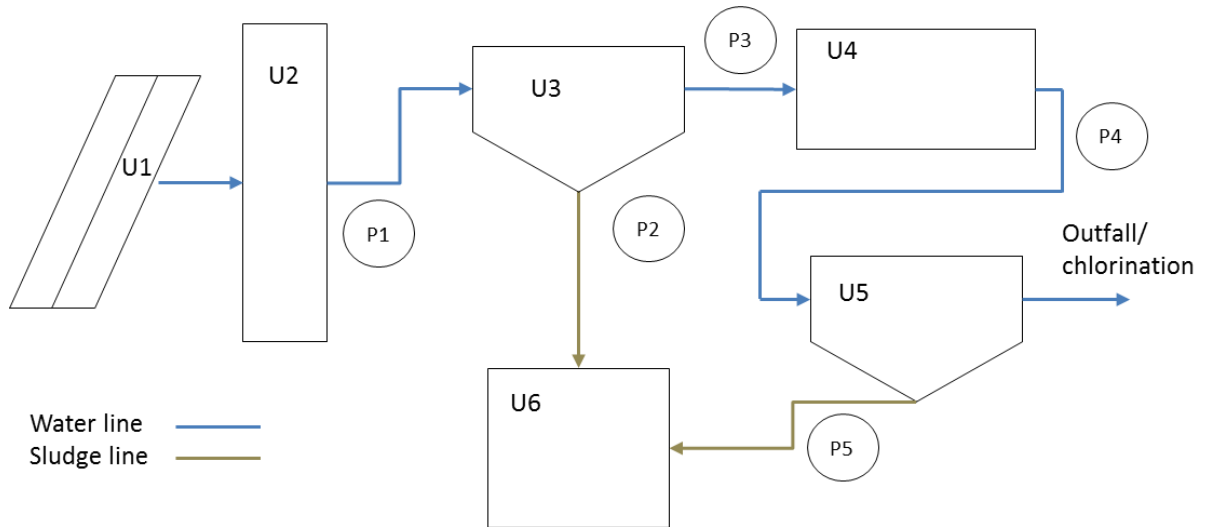 P3
U4
U2
U3
P4
U1
P1
P2
Outfall/
chlorination
U5
U6
Water line
Sludge line
P5